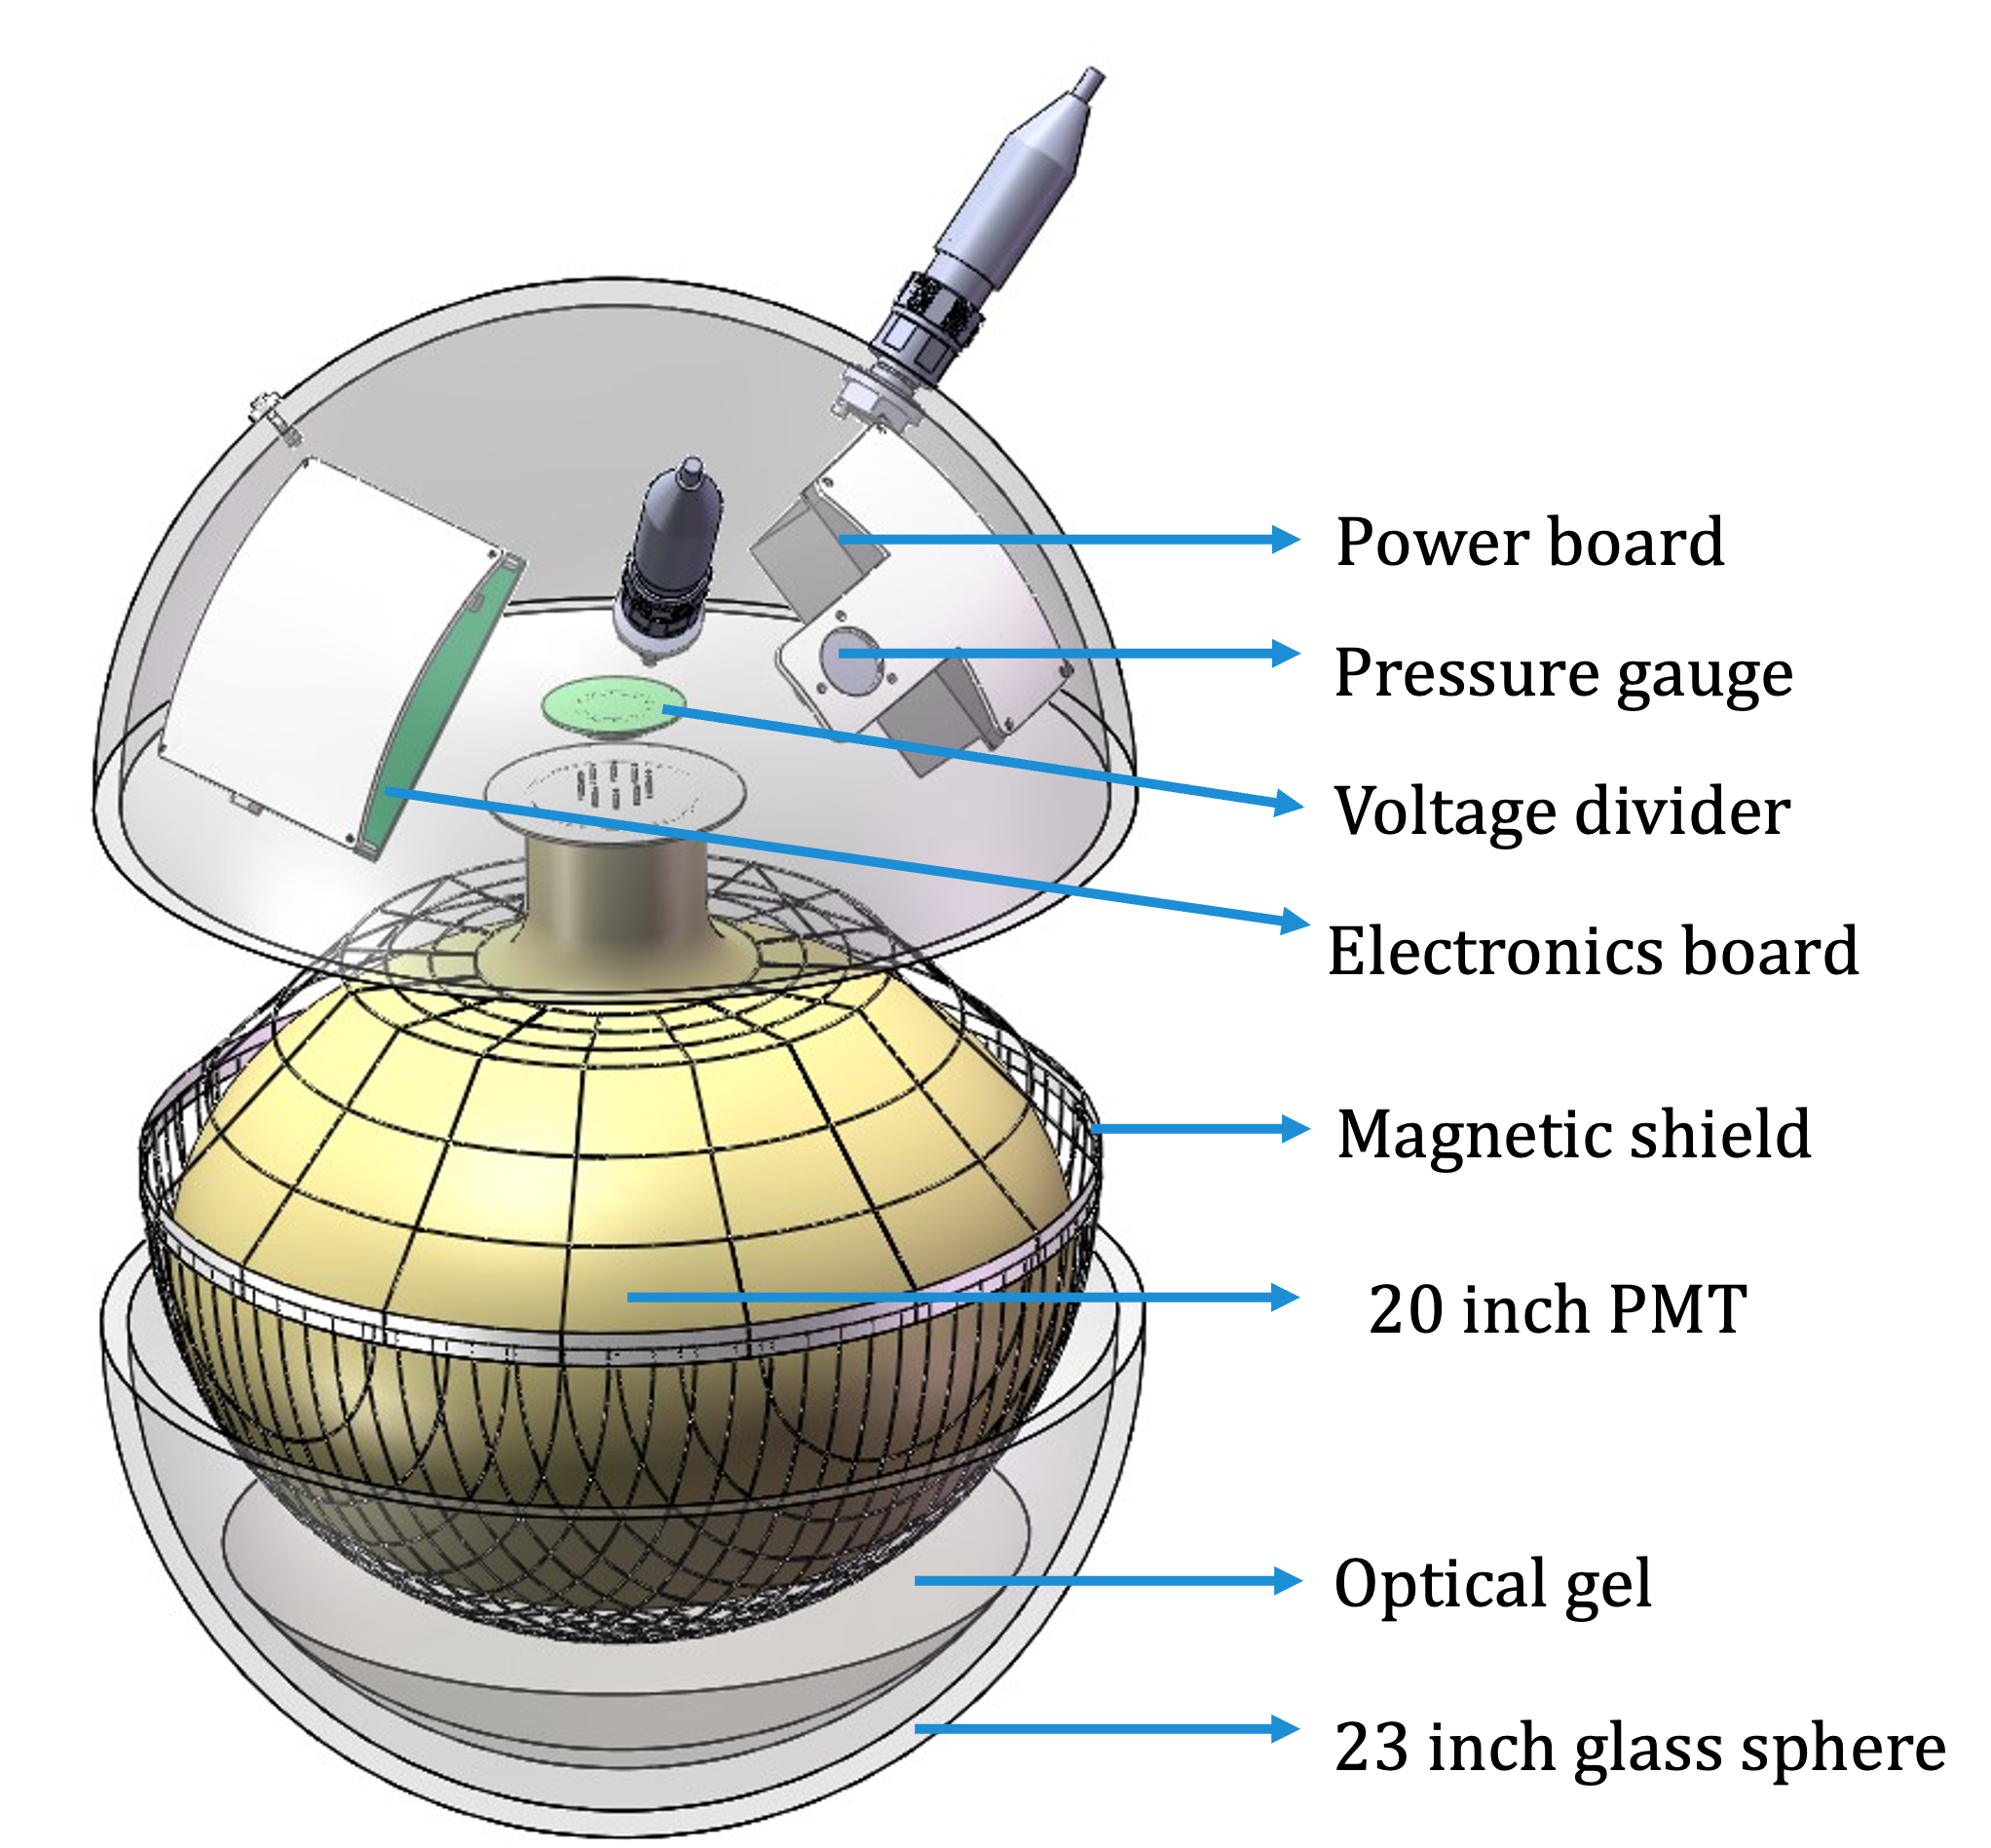 Power board
Pressure gauge
Voltage divider
Electronics board
Magnetic shield
20 inch PMT
Optical gel
23 inch glass sphere